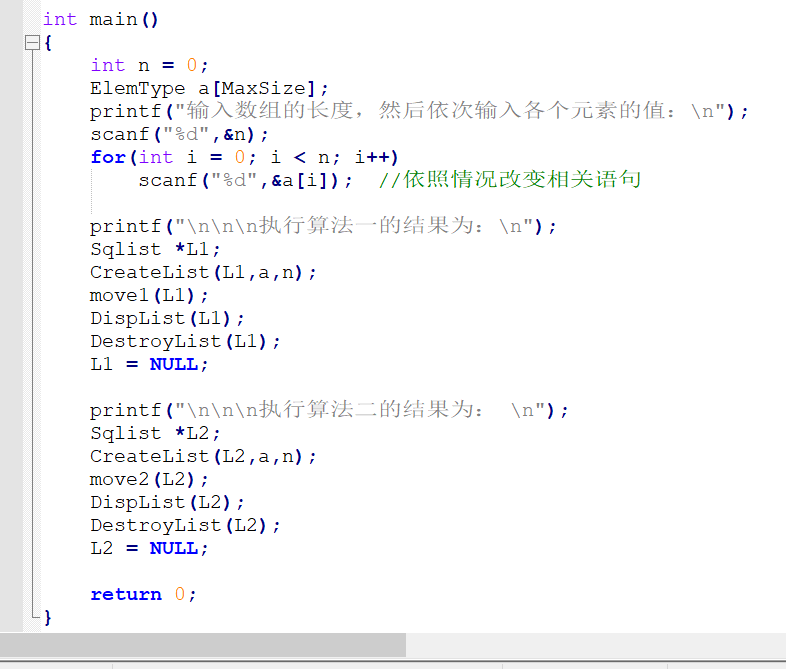 int main()
{
int n = 0;
ElemType a[MaxSize];
printf("输入数组的长度，然后依次输入各个元素的值：\n");
scanf("%d",&n);
for(int i = 0; i < n; i++)
scanf("%d",&a[i]);  //依照情况改变相关语句
printf("\n\n\n执行算法一的结果为：\n");
Sqlist *L1;
CreateList(L1,a,n);
move1(L1);
DispList(L1);
DestroyList(L1);
L1 = NULL;
printf("\n\n\n执行算法二的结果为： \n");
Sqlist *L2;
CreateList(L2,a,n);
move2(L2);
DispList(L2);
DestroyList(L2);
L2 = NULL;
return 0;
}